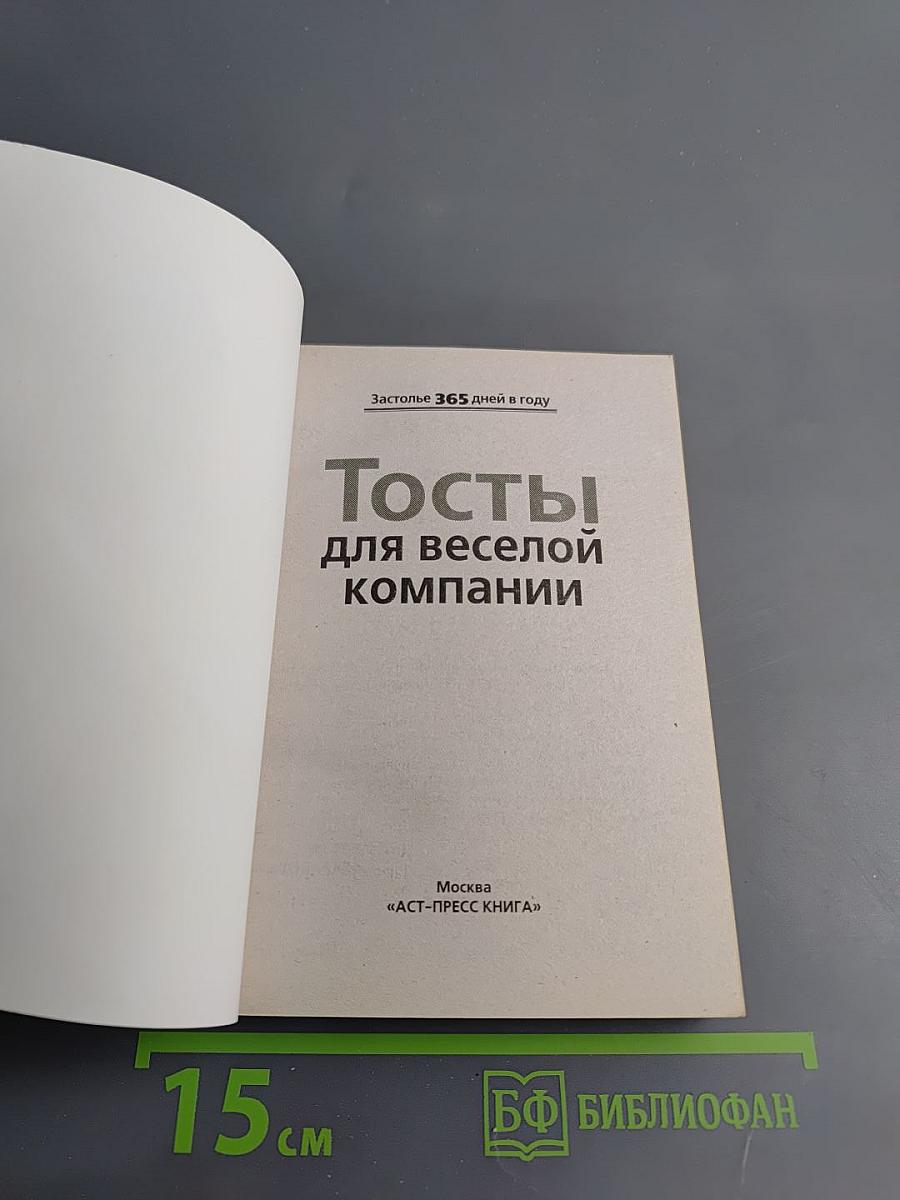 Застолье 365 дней в году
Тосты
для веселой
компании
Москва
«АСТ-ПРЕСС КНИГА»
15 см
БФ БИБЛИОФАН